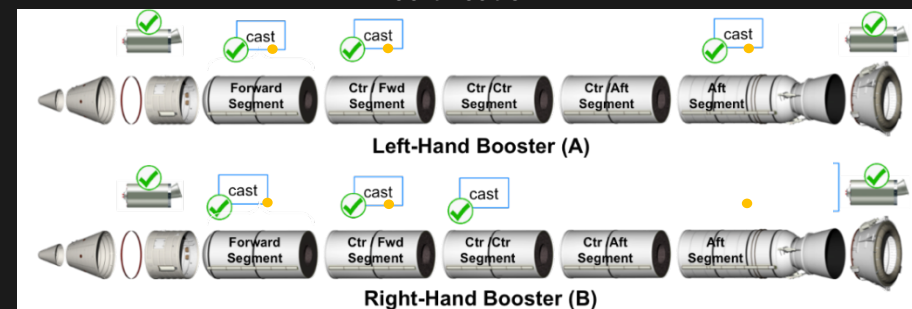 cast
cast
cast
Forward
Segment
Ctr Fwd
Segment
Ctr Ctr
Segment
Ctr Aft
Segment
Aft
Segment
Left-Hand Booster (A)
cast
cast
cast
Forward
Segment
Ctr Fwd
Segment
Ctr Ctr
Segment
Ctr Aft
Segment
Aft
Segment
Right-Hand Booster (B)